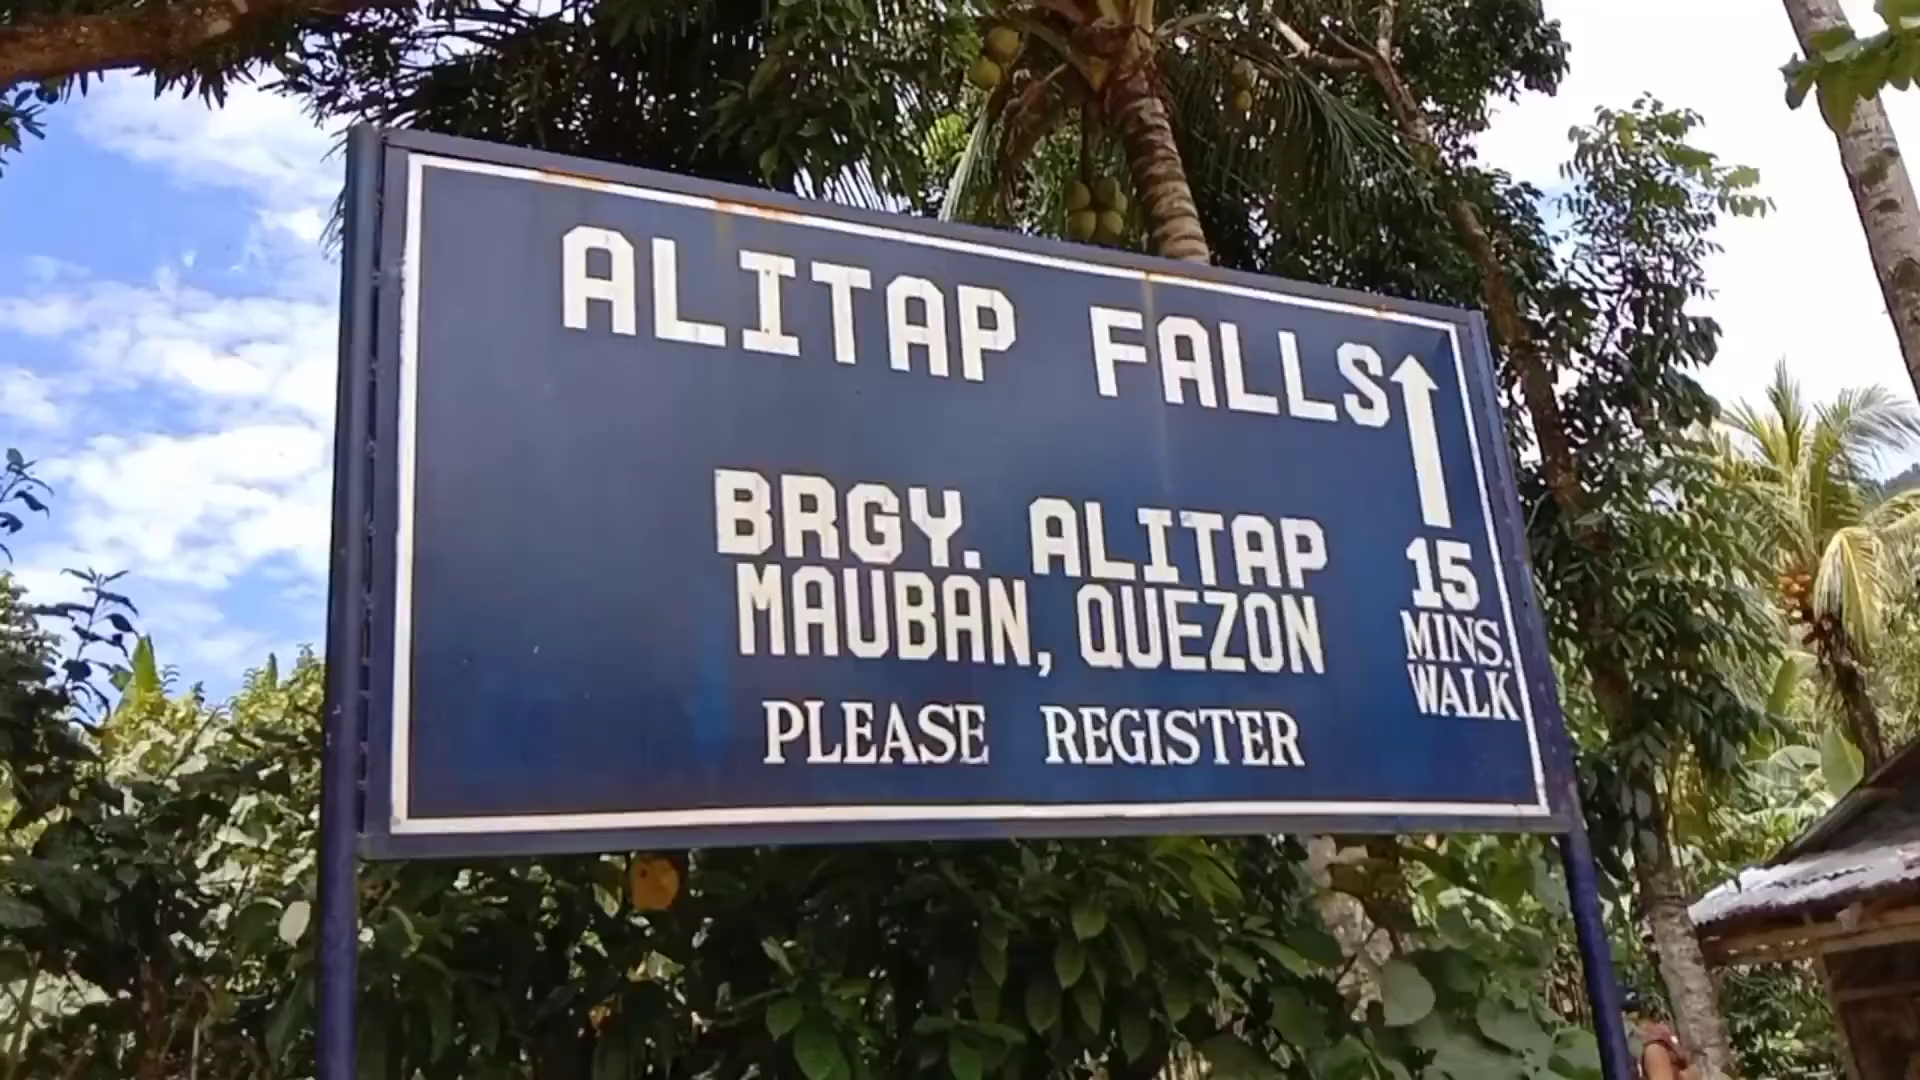 ALITAP FALLS
BRGY. ALITAP
MAUBAN, QUEZON
PLEASE REGISTER
15
MINS.
WALK